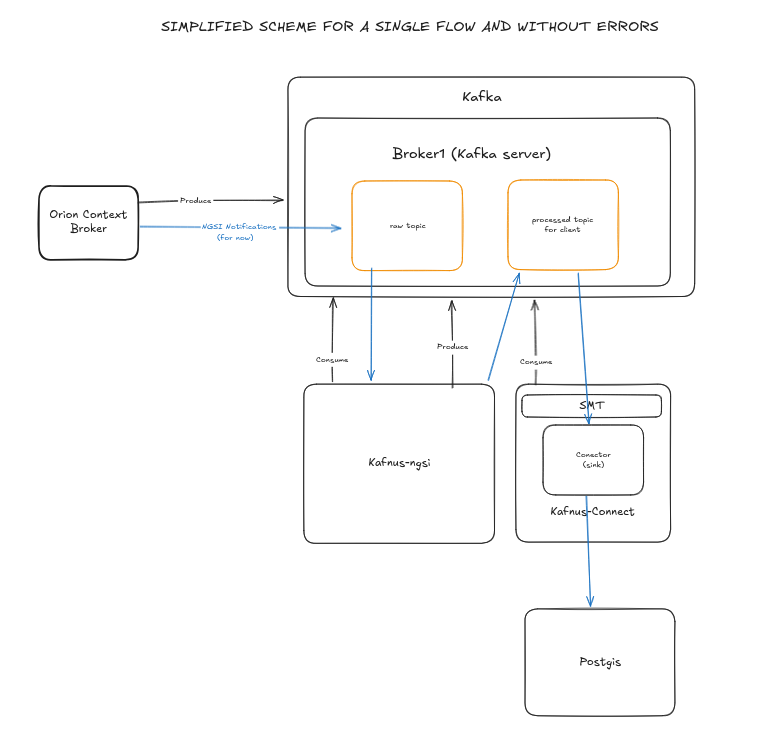 SIMPLIFIED SCHEME FOR A SINGLE FLOW AND WITHOUT ERRORS
Kafka
Broker1 (Kafka server)
Orion Context
Broker
Produce
NGSI Notifications
(for now)
raw topic
processed topic
for client
Consume
Produce
Consume
Kafnus-ngsi
SMT
Conector
(sink)
Kafnus-Connect
Postgis